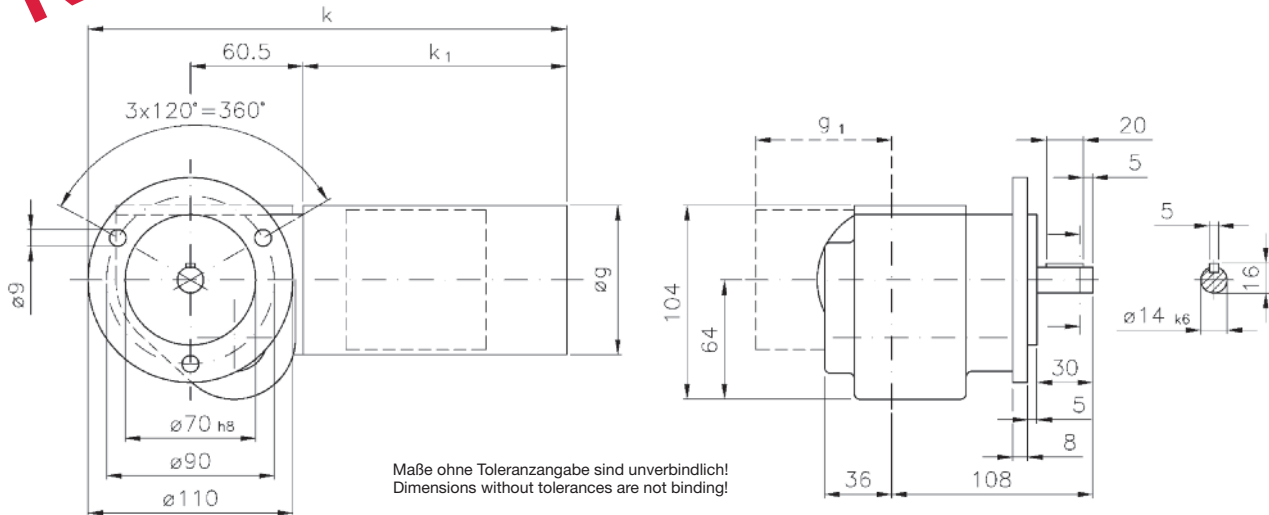 k
60.5
k1
3x120°=360°
ø9
ø9
ø70 h8
ø90
ø110
Maße ohne Toleranzangabe sind unverbindlich!
Dimensions without tolerances are not binding!
g1
20
5
104
64
30
5
8
36
108
5
16
ø14 k6